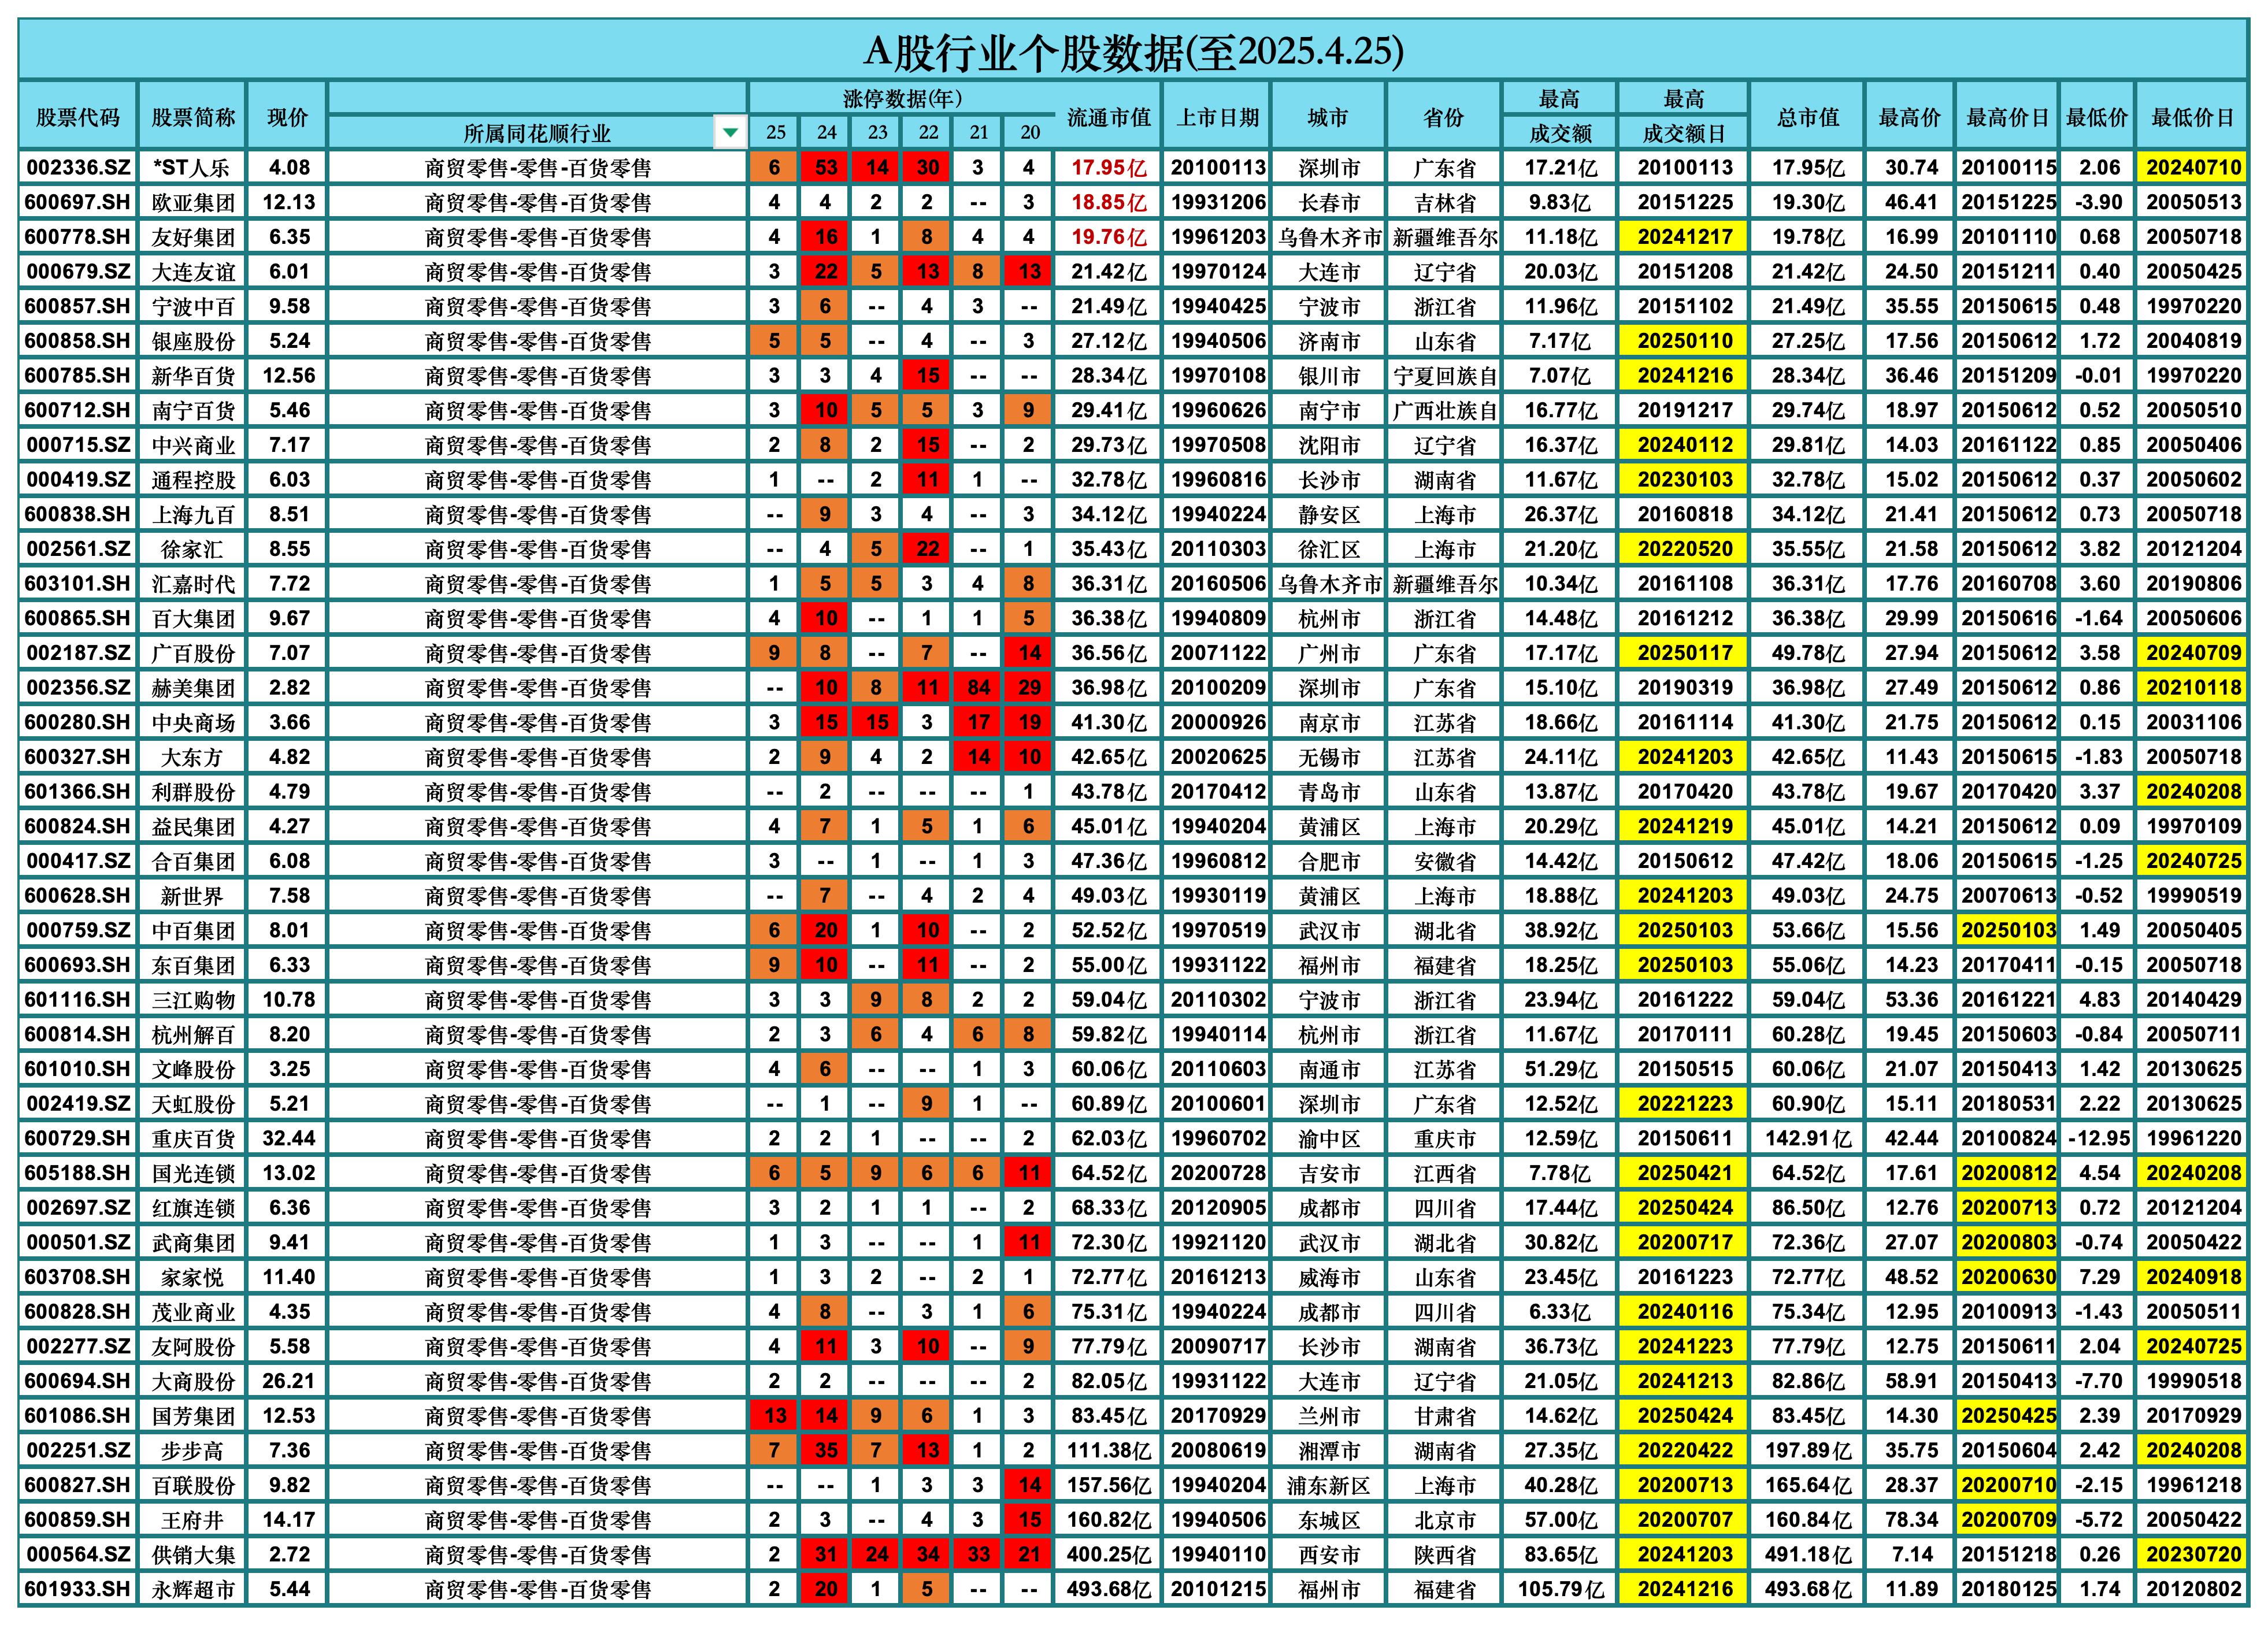 A股行业个股数据(至2025.4.25)
股票代码 股票简称 现价 所属同花顺行业 涨停数据(年) 25 24 23 22 21 20 流通市值 上市日期 城市 省份 最高成交额 最高成交额日 总市值 最高价 最高价日 最低价 最低价日
002336.SZ *ST人乐 4.08 商贸零售-零售-百货零售 6 53 14 30 3 4 17.95亿 20100113 深圳市 广东省 17.21亿 20100113 17.95亿 30.74 20100115 2.06 20240710
600697.SH 欧亚集团 12.13 商贸零售-零售-百货零售 4 4 2 2 -- 3 18.85亿 19931206 长春市 吉林省 9.83亿 20151225 19.30亿 46.41 20151225 -3.90 20050513
600778.SH 友好集团 6.35 商贸零售-零售-百货零售 4 16 1 8 4 4 19.76亿 19961203 乌鲁木齐市 新疆维吾尔 11.18亿 20241217 19.78亿 16.99 20101110 0.68 20050718
000679.SZ 大连友谊 6.01 商贸零售-零售-百货零售 3 22 5 13 8 13 21.42亿 19970124 大连市 辽宁省 20.03亿 20151208 21.42亿 24.50 20151211 0.40 20050425
600857.SH 宁波中百 9.58 商贸零售-零售-百货零售 3 6 -- 4 3 -- 21.49亿 19940425 宁波市 浙江省 11.96亿 20151102 21.49亿 35.55 20150615 0.48 19970220
600858.SH 银座股份 5.24 商贸零售-零售-百货零售 5 5 -- 4 -- 3 27.12亿 19940506 济南市 山东省 7.17亿 20250110 27.25亿 17.56 20150612 1.72 20040819
600785.SH 新华百货 12.56 商贸零售-零售-百货零售 3 3 4 15 -- -- 28.34亿 19970108 银川市 宁夏回族自 7.07亿 20241216 28.34亿 36.46 20151209 -0.01 19970220
600712.SH 南宁百货 5.46 商贸零售-零售-百货零售 3 10 5 5 3 9 29.41亿 19960626 南宁市 广西壮族自 16.77亿 20191217 29.74亿 18.97 20150612 0.52 20050510
000715.SZ 中兴商业 7.17 商贸零售-零售-百货零售 2 8 2 15 -- 2 29.73亿 19970508 沈阳市 辽宁省 16.37亿 20240112 29.81亿 14.03 20161122 0.85 20050406
000419.SZ 通程控股 6.03 商贸零售-零售-百货零售 1 -- 2 11 1 -- 32.78亿 19960816 长沙市 湖南省 11.67亿 20230103 32.78亿 15.02 20150612 0.37 20050602
600838.SH 上海九百 8.51 商贸零售-零售-百货零售 -- 9 3 4 -- 3 34.12亿 19940224 静安区 上海市 26.37亿 20160818 34.12亿 21.41 20150612 0.73 20050718
002561.SZ 徐家汇 8.55 商贸零售-零售-百货零售 -- 4 5 22 -- 1 35.43亿 20110303 徐汇区 上海市 21.20亿 20220520 35.55亿 21.58 20150612 3.82 20121204
603101.SH 汇嘉时代 7.72 商贸零售-零售-百货零售 1 5 5 3 4 8 36.31亿 20160506 乌鲁木齐市 新疆维吾尔 10.34亿 20161108 36.31亿 17.76 20160708 3.60 20190806
600865.SH 百大集团 9.67 商贸零售-零售-百货零售 4 10 -- 1 1 5 36.38亿 19940809 杭州市 浙江省 14.48亿 20161212 36.38亿 29.99 20150616 -1.64 20050606
002187.SZ 广百股份 7.07 商贸零售-零售-百货零售 9 8 -- 7 -- 14 36.56亿 20071122 广州市 广东省 17.17亿 20250117 49.78亿 27.94 20150612 3.58 20240709
002356.SZ 赫美集团 2.82 商贸零售-零售-百货零售 -- 10 8 11 84 29 36.98亿 20100209 深圳市 广东省 15.10亿 20190319 36.98亿 27.49 20150612 0.86 20210118
600280.SH 中央商场 3.66 商贸零售-零售-百货零售 3 15 15 3 17 19 41.30亿 20000926 南京市 江苏省 18.66亿 20161114 41.30亿 21.75 20150612 0.15 20031106
600327.SH 大东方 4.82 商贸零售-零售-百货零售 2 9 4 2 14 10 42.65亿 20020625 无锡市 江苏省 24.11亿 20241203 42.65亿 11.43 20150615 -1.83 20050718
601366.SH 利群股份 4.79 商贸零售-零售-百货零售 -- 2 -- -- -- 1 43.78亿 20170412 青岛市 山东省 13.87亿 20170420 43.78亿 19.67 20170420 3.37 20240208
600824.SH 益民集团 4.27 商贸零售-零售-百货零售 4 7 1 5 1 6 45.01亿 19940204 黄浦区 上海市 20.29亿 20241219 45.01亿 14.21 20150612 0.09 19970109
000417.SZ 合百集团 6.08 商贸零售-零售-百货零售 3 -- 1 -- 1 3 47.36亿 19960812 合肥市 安徽省 14.42亿 20150612 47.42亿 18.06 20150615 -1.25 20240725
600628.SH 新世界 7.58 商贸零售-零售-百货零售 -- 7 -- 4 2 4 49.03亿 19930119 黄浦区 上海市 18.88亿 20241203 49.03亿 24.75 20070613 -0.52 19990519
000759.SZ 中百集团 8.01 商贸零售-零售-百货零售 6 20 1 10 -- 2 52.52亿 19970519 武汉市 湖北省 38.92亿 20250103 53.66亿 15.56 20250103 1.49 20050405
600693.SH 东百集团 6.33 商贸零售-零售-百货零售 9 10 -- 11 -- 2 55.00亿 19931122 福州市 福建省 18.25亿 20250103 55.06亿 14.23 20170411 -0.15 20050718
601116.SH 三江购物 10.78 商贸零售-零售-百货零售 3 3 9 8 2 2 59.04亿 20110302 宁波市 浙江省 23.94亿 20161222 59.04亿 53.36 20161221 4.83 20140429
600814.SH 杭州解百 8.20 商贸零售-零售-百货零售 2 3 6 4 6 8 59.82亿 19940114 杭州市 浙江省 11.67亿 20170111 60.28亿 19.45 20150603 -0.84 20050711
601010.SH 文峰股份 3.25 商贸零售-零售-百货零售 4 6 -- -- 1 3 60.06亿 20110603 南通市 江苏省 51.29亿 20150515 60.06亿 21.07 20150413 1.42 20130625
002419.SZ 天虹股份 5.21 商贸零售-零售-百货零售 -- 1 -- 9 1 -- 60.89亿 20100601 深圳市 广东省 12.52亿 20221223 60.90亿 15.11 20180531 2.22 20130625
600729.SH 重庆百货 32.44 商贸零售-零售-百货零售 2 2 1 -- -- 2 62.03亿 19960702 渝中区 重庆市 12.59亿 20150611 142.91亿 42.44 20100824 -12.95 19961220
605188.SH 国光连锁 13.02 商贸零售-零售-百货零售 6 5 9 6 6 11 64.52亿 20200728 吉安市 江西省 7.78亿 20250421 64.52亿 17.61 20200812 4.54 20240208
002697.SZ 红旗连锁 6.36 商贸零售-零售-百货零售 3 2 1 1 -- 2 68.33亿 20120905 成都市 四川省 17.44亿 20250424 86.50亿 12.76 20200713 0.72 20121204
000501.SZ 武商集团 9.41 商贸零售-零售-百货零售 1 3 -- -- 1 11 72.30亿 19921120 武汉市 湖北省 30.82亿 20200717 72.36亿 27.07 20200803 -0.74 20050422
603708.SH 家家悦 11.40 商贸零售-零售-百货零售 1 3 2 -- 2 1 72.77亿 20161213 威海市 山东省 23.45亿 20161223 72.77亿 48.52 20200630 7.29 20240918
600828.SH 茂业商业 4.35 商贸零售-零售-百货零售 4 8 -- 3 1 6 75.31亿 19940224 成都市 四川省 6.33亿 20240116 75.34亿 12.95 20100913 -1.43 20050511
002277.SZ 友阿股份 5.58 商贸零售-零售-百货零售 4 11 3 10 -- 9 77.79亿 20090717 长沙市 湖南省 36.73亿 20241223 77.79亿 12.75 20150611 2.04 20240725
600694.SH 大商股份 26.21 商贸零售-零售-百货零售 2 2 -- -- -- 2 82.05亿 19931122 大连市 辽宁省 21.05亿 20241213 82.86亿 58.91 20150413 -7.70 19990518
601086.SH 国芳集团 12.53 商贸零售-零售-百货零售 13 14 9 6 1 3 83.45亿 20170929 兰州市 甘肃省 14.62亿 20250424 83.45亿 14.30 20250425 2.39 20170929
002251.SZ 步步高 7.36 商贸零售-零售-百货零售 7 35 7 13 1 2 111.38亿 20080619 湘潭市 湖南省 27.35亿 20220422 197.89亿 35.75 20150604 2.42 20240208
600827.SH 百联股份 9.82 商贸零售-零售-百货零售 -- -- 1 3 3 14 157.56亿 19940204 浦东新区 上海市 40.28亿 20200713 165.64亿 28.37 20200710 -2.15 19961218
600859.SH 王府井 14.17 商贸零售-零售-百货零售 2 3 -- 4 3 15 160.82亿 19940506 东城区 北京市 57.00亿 20200707 160.84亿 78.34 20200709 -5.72 20050422
000564.SZ 供销大集 2.72 商贸零售-零售-百货零售 2 31 24 34 33 21 400.25亿 19940110 西安市 陕西省 83.65亿 20241203 491.18亿 7.14 20151218 0.26 20230720
601933.SH 永辉超市 5.44 商贸零售-零售-百货零售 2 20 1 5 -- -- 493.68亿 20101215 福州市 福建省 105.79亿 20241216 493.68亿 11.89 20180125 1.74 20120802